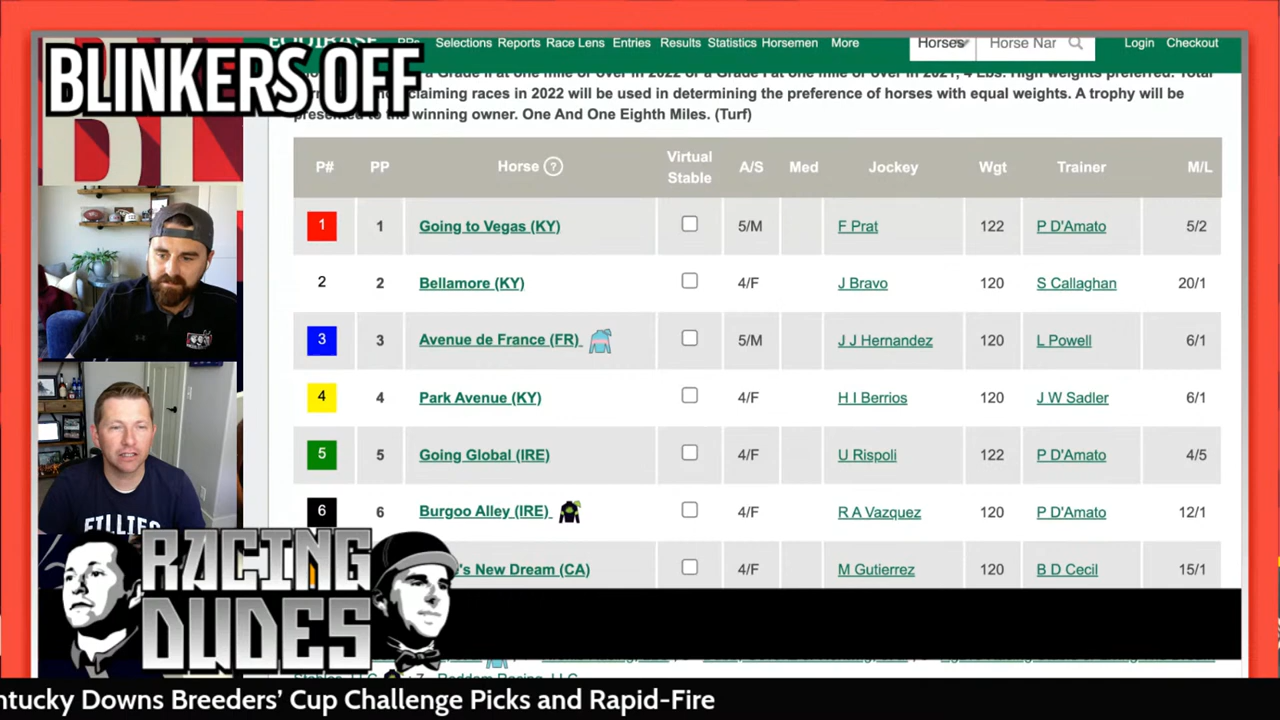 BLINKERS OFF
EQUIBASE
Selections Reports Race Lens Entries Results Statistics Horsemen More
Horses
Horse Nar
Login Checkout
a Grade II at one mile or over in 2022 or a Grade I at one mile or over in 2021, 4 Lbs. High weights preferred. Total
claiming races in 2022 will be used in determining the preference of horses with equal weights. A trophy will be
presented to the winning owner. One And One Eighth Miles. (Turf)
P# PP Horse ? Virtual Stable A/S Med Jockey Wgt Trainer M/L
1 1 Going to Vegas (KY) 5/M F Prat 122 P D'Amato 5/2
2 2 Bellamore (KY) 4/F J Bravo 120 S Callaghan 20/1
3 3 Avenue de France (FR) 5/M J J Hernandez 120 L Powell 6/1
4 4 Park Avenue (KY) 4/F H I Berrios 120 J W Sadler 6/1
5 5 Going Global (IRE) 4/F U Rispoli 122 P D'Amato 4/5
6 6 Burgoo Alley (IRE) 4/F R A Vazquez 120 P D'Amato 12/1
's New Dream (CA) 4/F M Gutierrez 120 B D Cecil 15/1
FILLIES
RACING
DUDES
ntucky Downs Breeders' Cup Challenge Picks and Rapid-Fire